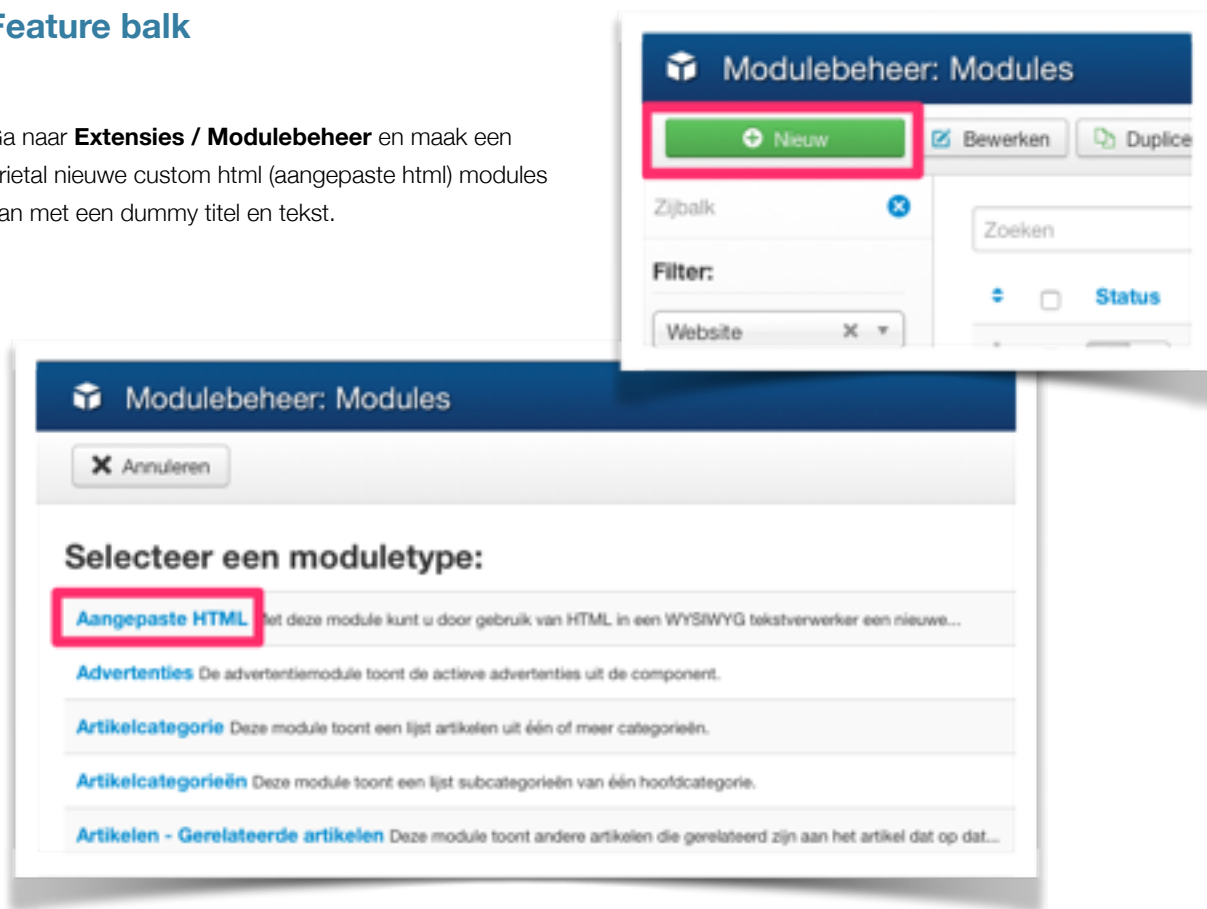 Feature balk
Ga naar Extensies / Modulebeheer en maak een
drietal nieuwe custom html (aangepaste html) modules
aan met een dummy titel en tekst.
Modulebeheer: Modules
Nieuw
Bewerken
Duplice
Zijbalk
Zoeken
Filter:
Status
Website
Modulebeheer: Modules
Annuleren
Selecteer een moduletype:
Aangepaste HTML Met deze module kunt u door gebruik van HTML in een WYSIWYG tekstverwerker een nieuwe...
Advertenties De advertentiemodule toont de actieve advertenties uit de component.
Artikelcategorie Deze module toont een lijst artikelen uit één of meer categorieën.
Artikelcategorieën Deze module toont een lijst subcategorieën van één hoofdcategorie.
Artikelen - Gerelateerde artikelen Deze module toont andere artikelen die gerelateerd zijn aan het artikel dat op dat...